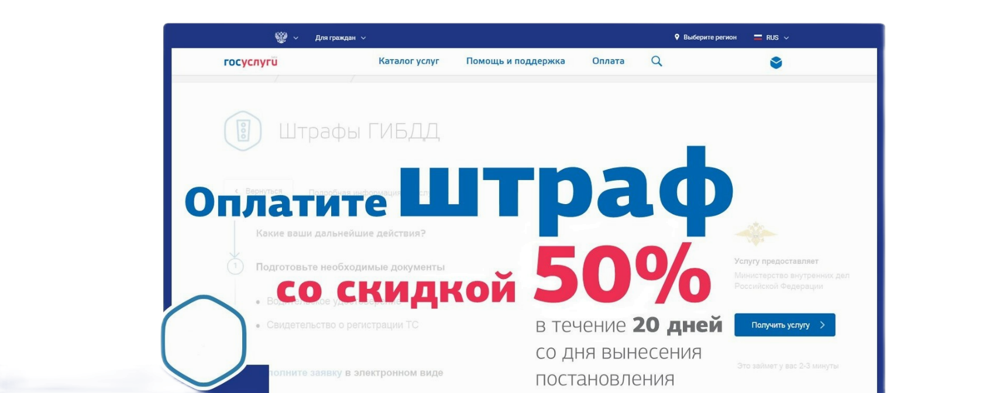 Для граждан
Выберите регион
RUS
госуслуги
Каталог услуг
Помощь и поддержка
Оплата
Штрафы ГИБДД
Вернуться
Подробная информация
Оплатите штраф
Какие ваши дальнейшие действия?
1
Подготовьте необходимые документы
со скидкой 50%
Водительское удостоверение
Свидетельство о регистрации ТС
в течение 20 дней
со дня вынесения
постановления
Услугу предоставляет
Министерство внутренних дел
Российской Федерации
Получить услугу
Это займет у вас 2-3 минуты
заявку в электронном виде